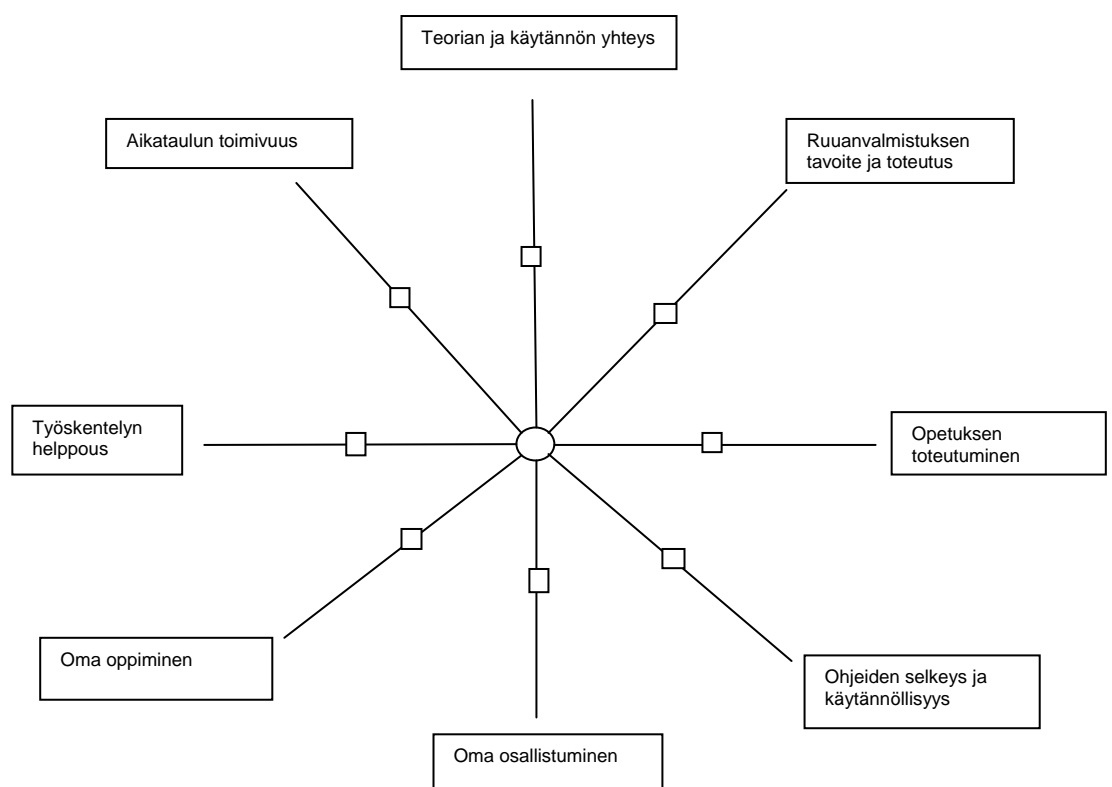 Teorian ja käytännön yhteys
Aikataulun toimivuus
Ruuanvalmistuksen
tavoite ja toteutus
Työskentelyn
helppous
Opetuksen
toteutuminen
Oma oppiminen
Ohjeiden selkeys ja
käytännöllisyys
Oma osallistuminen